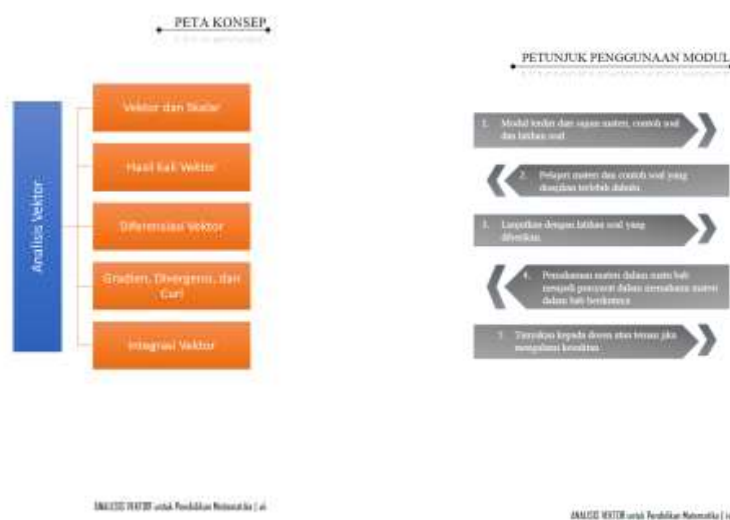 PETA KONSEP
Analisis Vektor
Vektor dan Skalar
Hasil Kali Vektor
Diferensiasi Vektor
Gradien, Divergensi, dan
Curl
Integrasi Vektor
ANALISIS VEKTOR untuk Pendidikan Matematika |
PETUNJUK PENGGUNAAN MODUL
1. Modul terdiri dari sajian materi, contoh soal
dan latihan soal
2. Pelajari materi dan contoh soal yang
disajikan terlebih dahulu.
3. Lanjutkan dengan latihan soal yang
diberikan.
4. Pemahaman materi dalam suatu bab
menjadi prasyarat dalam memahami materi
dalam bab berikutnya
5. Tanyakan kepada dosen atau teman jika
mengalami kesulitan
ANALISIS VEKTOR untuk Pendidikan Matematika |